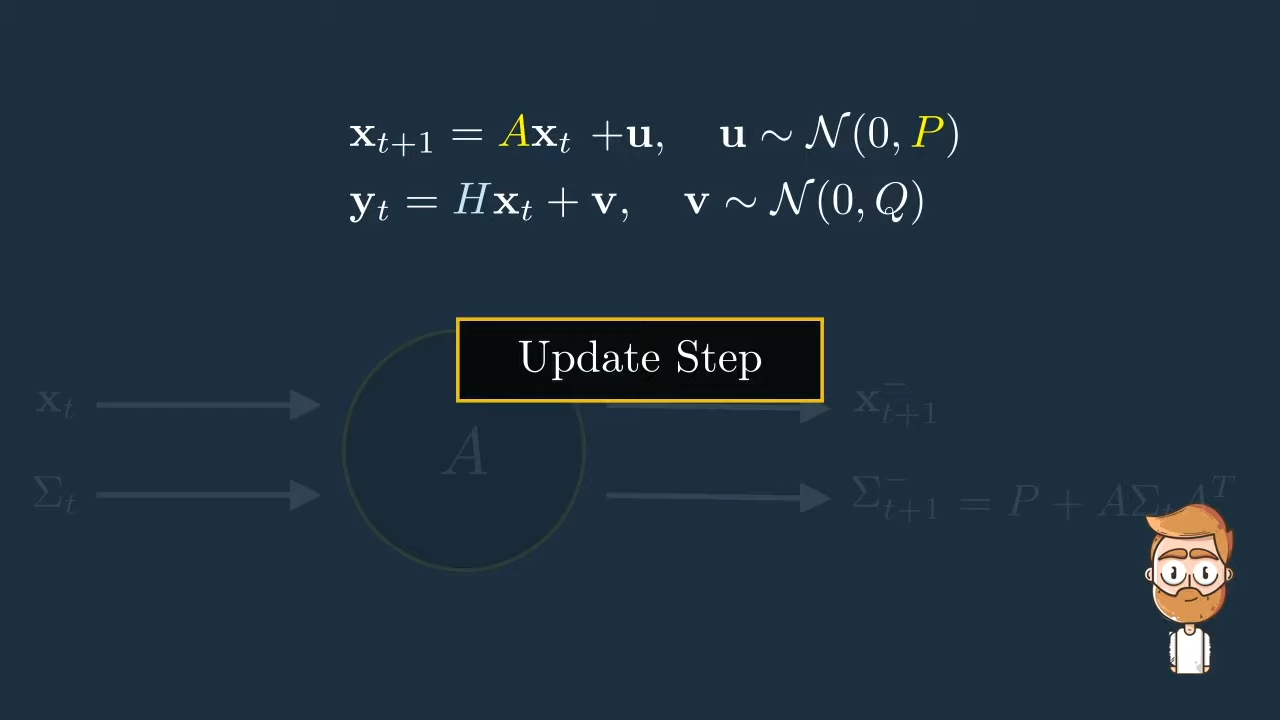 x_{t+1} = Ax_t + u, u ∼ 𝒩(0, P)
y_t = Hx_t + v, v ∼ 𝒩(0, Q)
Update Step
x_t A x^-_{t+1}
Σ_t Σ^-_{t+1} = P + AΣ_t A^T